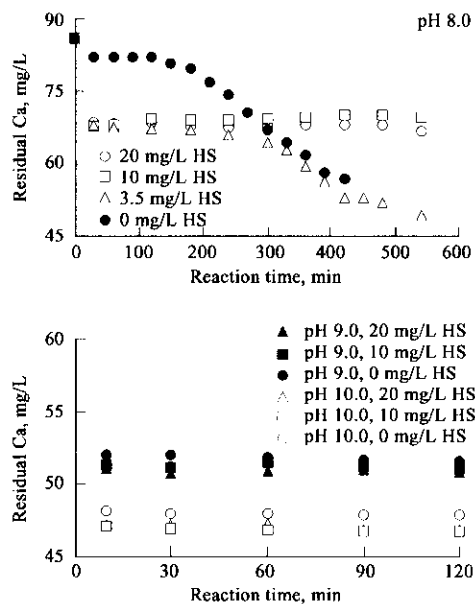 pH 8.0
90
75
60
45
Residual Ca, mg/L
20 mg/L HS
10 mg/L HS
3.5 mg/L HS
0 mg/L HS
0 100 200 300 400 500 600
Reaction time, min
60
55
50
45
Residual Ca, mg/L
pH 9.0, 20 mg/L HS
pH 9.0, 10 mg/L HS
pH 9.0, 0 mg/L HS
pH 10.0, 20 mg/L HS
pH 10.0, 10 mg/L HS
pH 10.0, 0 mg/L HS
0 30 60 90 120
Reaction time, min